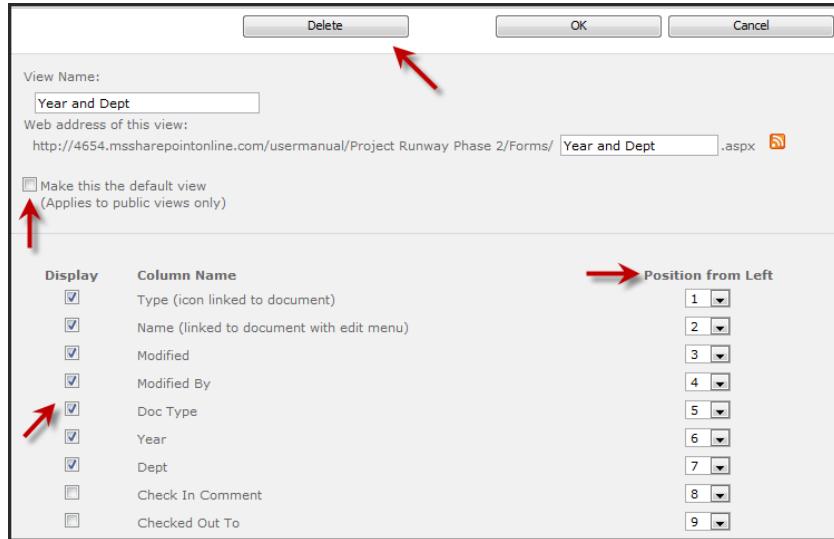 Delete OK Cancel
View Name:
Year and Dept
Web address of this view:
http://4654.mssharepointonline.com/usermanual/Project Runway Phase 2/Forms/ Year and Dept .aspx
Make this the default view
(Applies to public views only)
Display Column Name Position from Left
Type (icon linked to document) 1
Name (linked to document with edit menu) 2
Modified 3
Modified By 4
Doc Type 5
Year 6
Dept 7
Check In Comment 8
Checked Out To 9